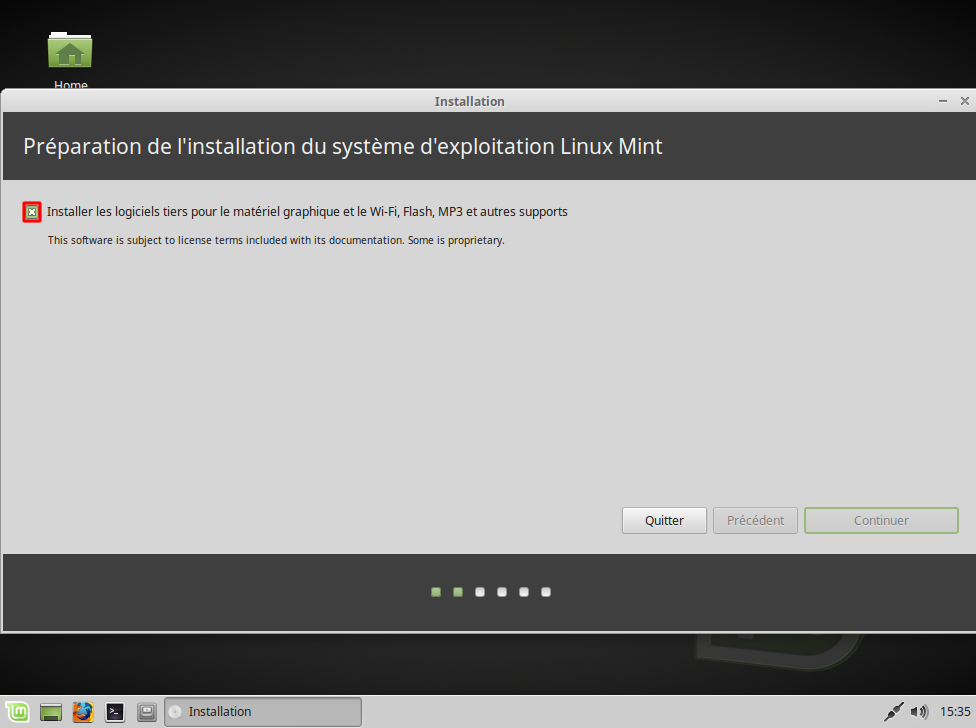 Home
Installation
Préparation de l'installation du système d'exploitation Linux Mint
Installer les logiciels tiers pour le matériel graphique et le Wi-Fi, Flash, MP3 et autres supports
This software is subject to license terms included with its documentation. Some is proprietary.
Quitter Précédent Continuer
Installation 15:35